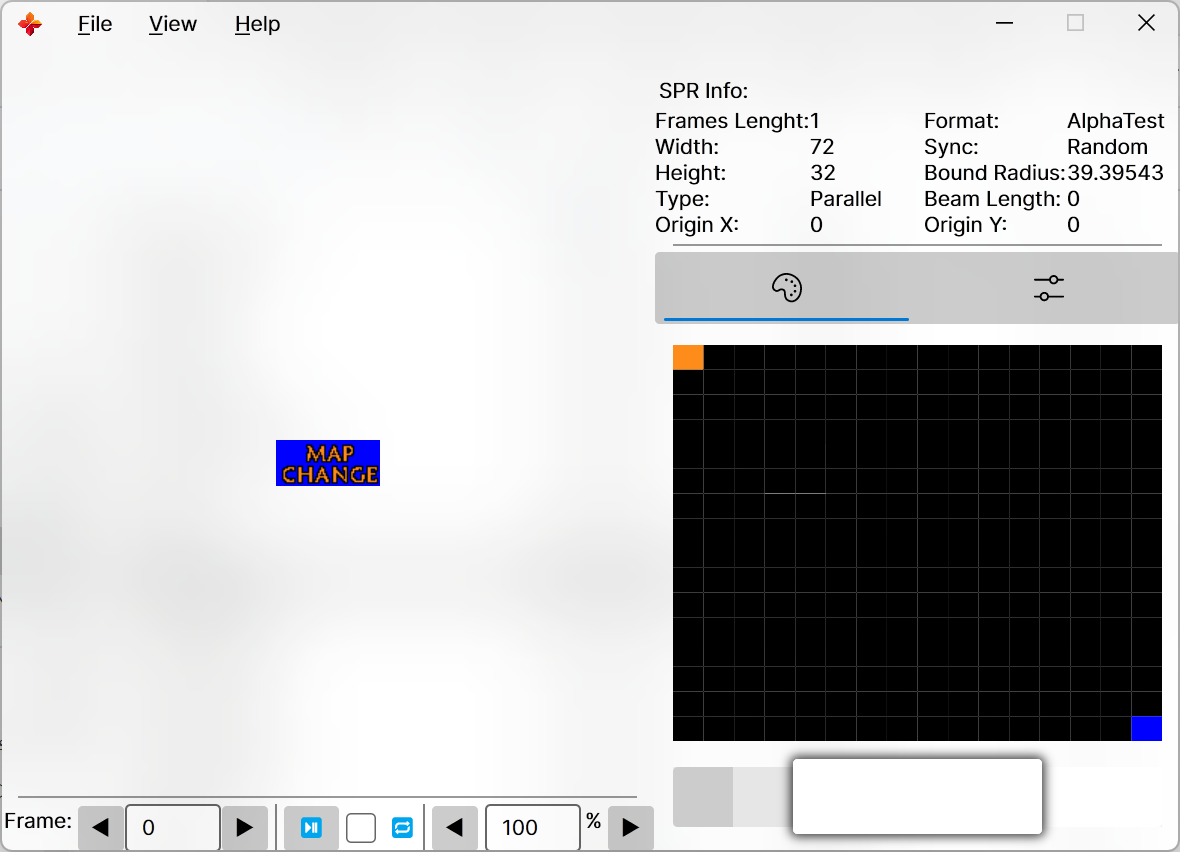 File View Help
SPR Info:
Frames Lenght:1 Format: AlphaTest
Width: 72 Sync: Random
Height: 32 Bound Radius:39.39543
Type: Parallel Beam Length: 0
Origin X: 0 Origin Y: 0
MAP
CHANGE
Frame: 0 100 %